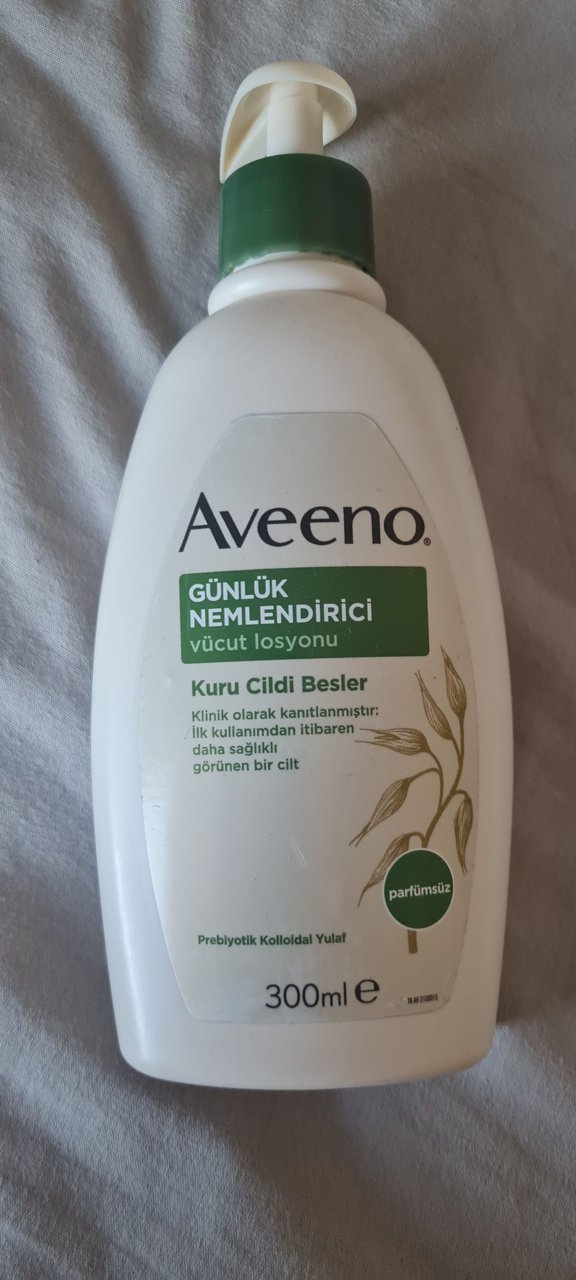 Aveeno®
GÜNLÜK
NEMLENDİRİCİ
vücut losyonu
Kuru Cildi Besler
Klinik olarak kanıtlanmıştır:
İlk kullanımdan itibaren
daha sağlıklı
görünen bir cilt
parfümsüz
Prebiyotik Kolloidal Yulaf
300ml e